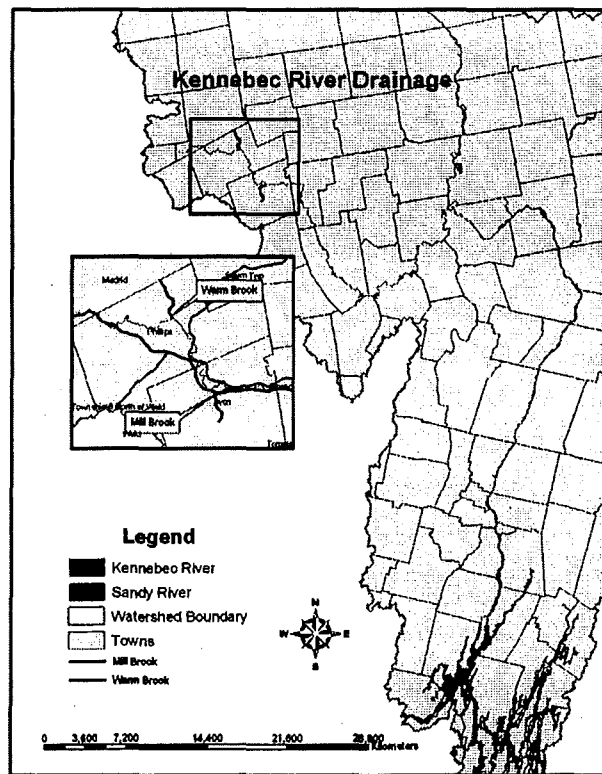 Kennebec River Drainage
Madrid
Warm Brook
Phillips
Avon
Mill Brook
Legend
Kennebec River
Sandy River
Watershed Boundary
Towns
Mill Brook
Warm Brook
N
W
E
S
0 3,600 7,200 14,400 21,600 28,800
Kilometers